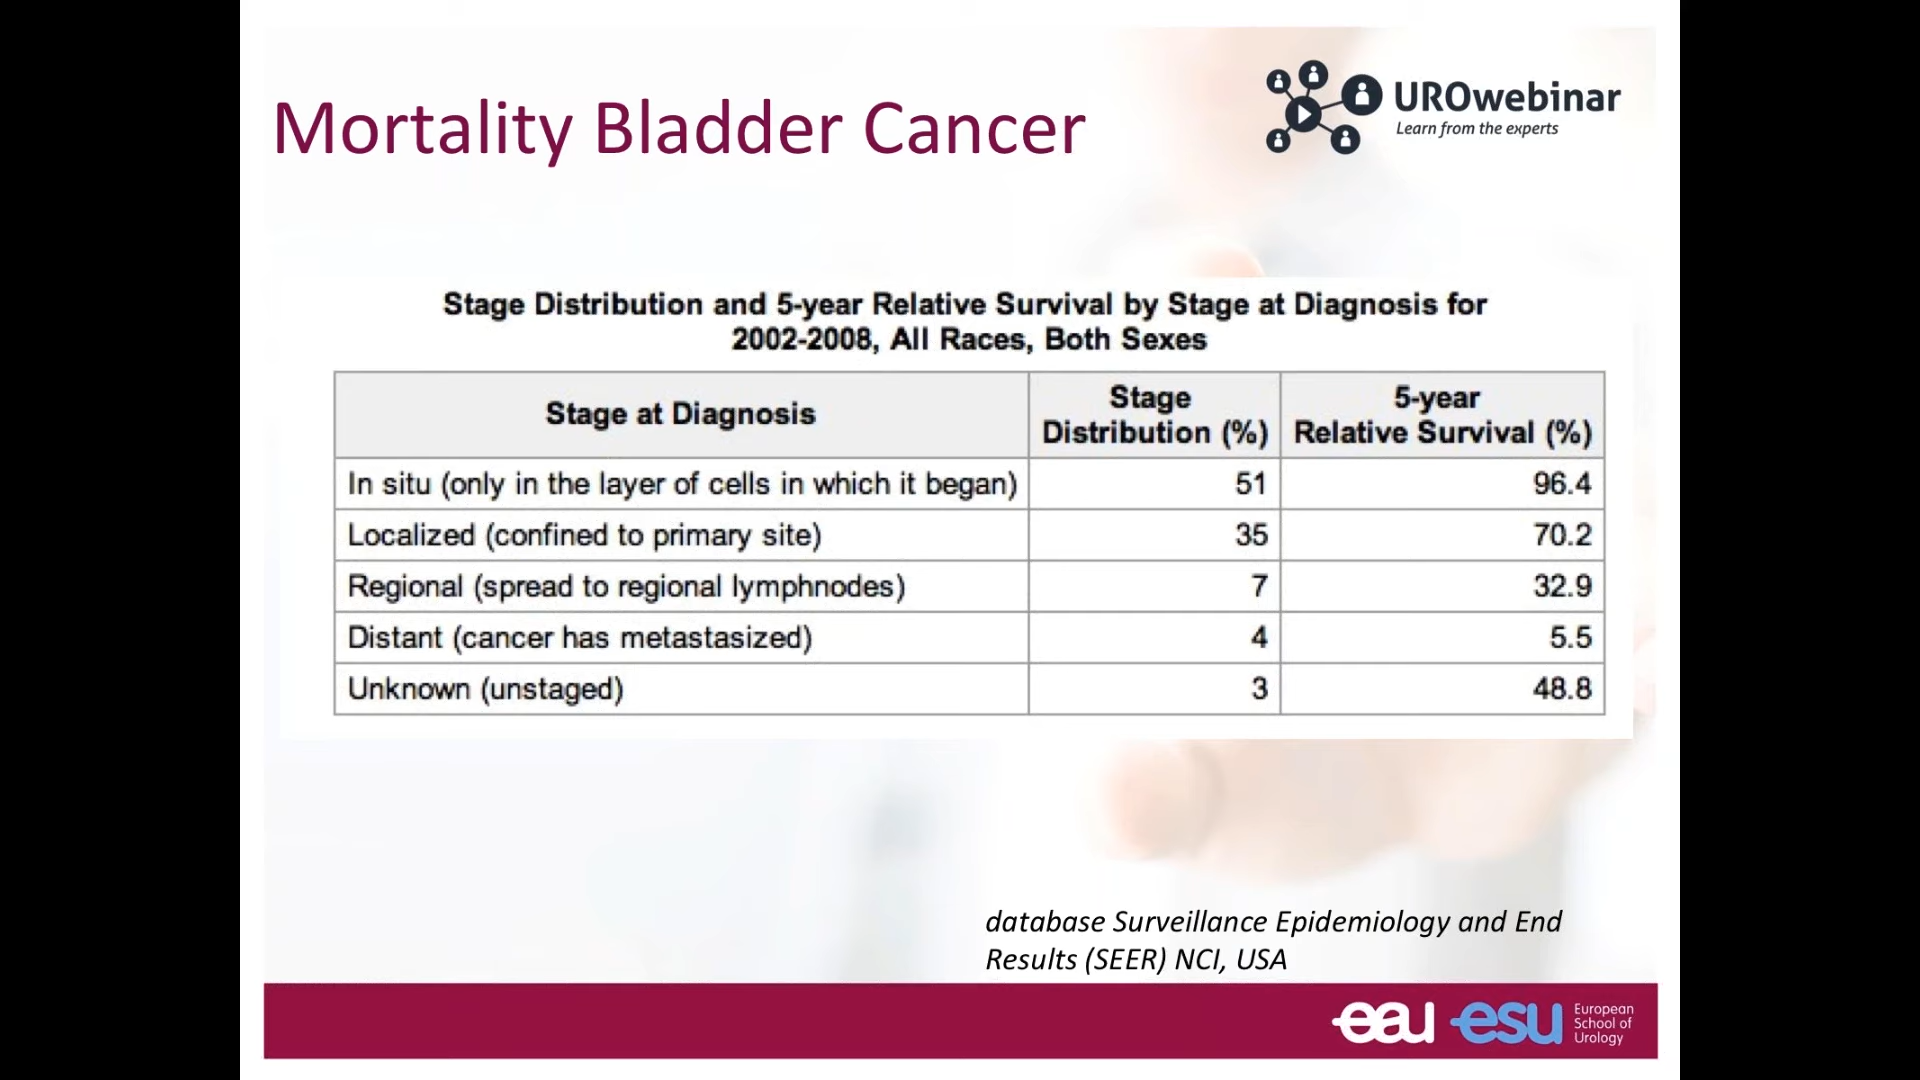 Mortality Bladder Cancer
UROwebinar
Learn from the experts
Stage Distribution and 5-year Relative Survival by Stage at Diagnosis for
2002-2008, All Races, Both Sexes
Stage at Diagnosis
Stage
Distribution (%)
5-year
Relative Survival (%)
In situ (only in the layer of cells in which it began) 51 96.4
Localized (confined to primary site) 35 70.2
Regional (spread to regional lymphnodes) 7 32.9
Distant (cancer has metastasized) 4 5.5
Unknown (unstaged) 3 48.8
database Surveillance Epidemiology and End
Results (SEER) NCI, USA
eau esu
European
School of
Urology